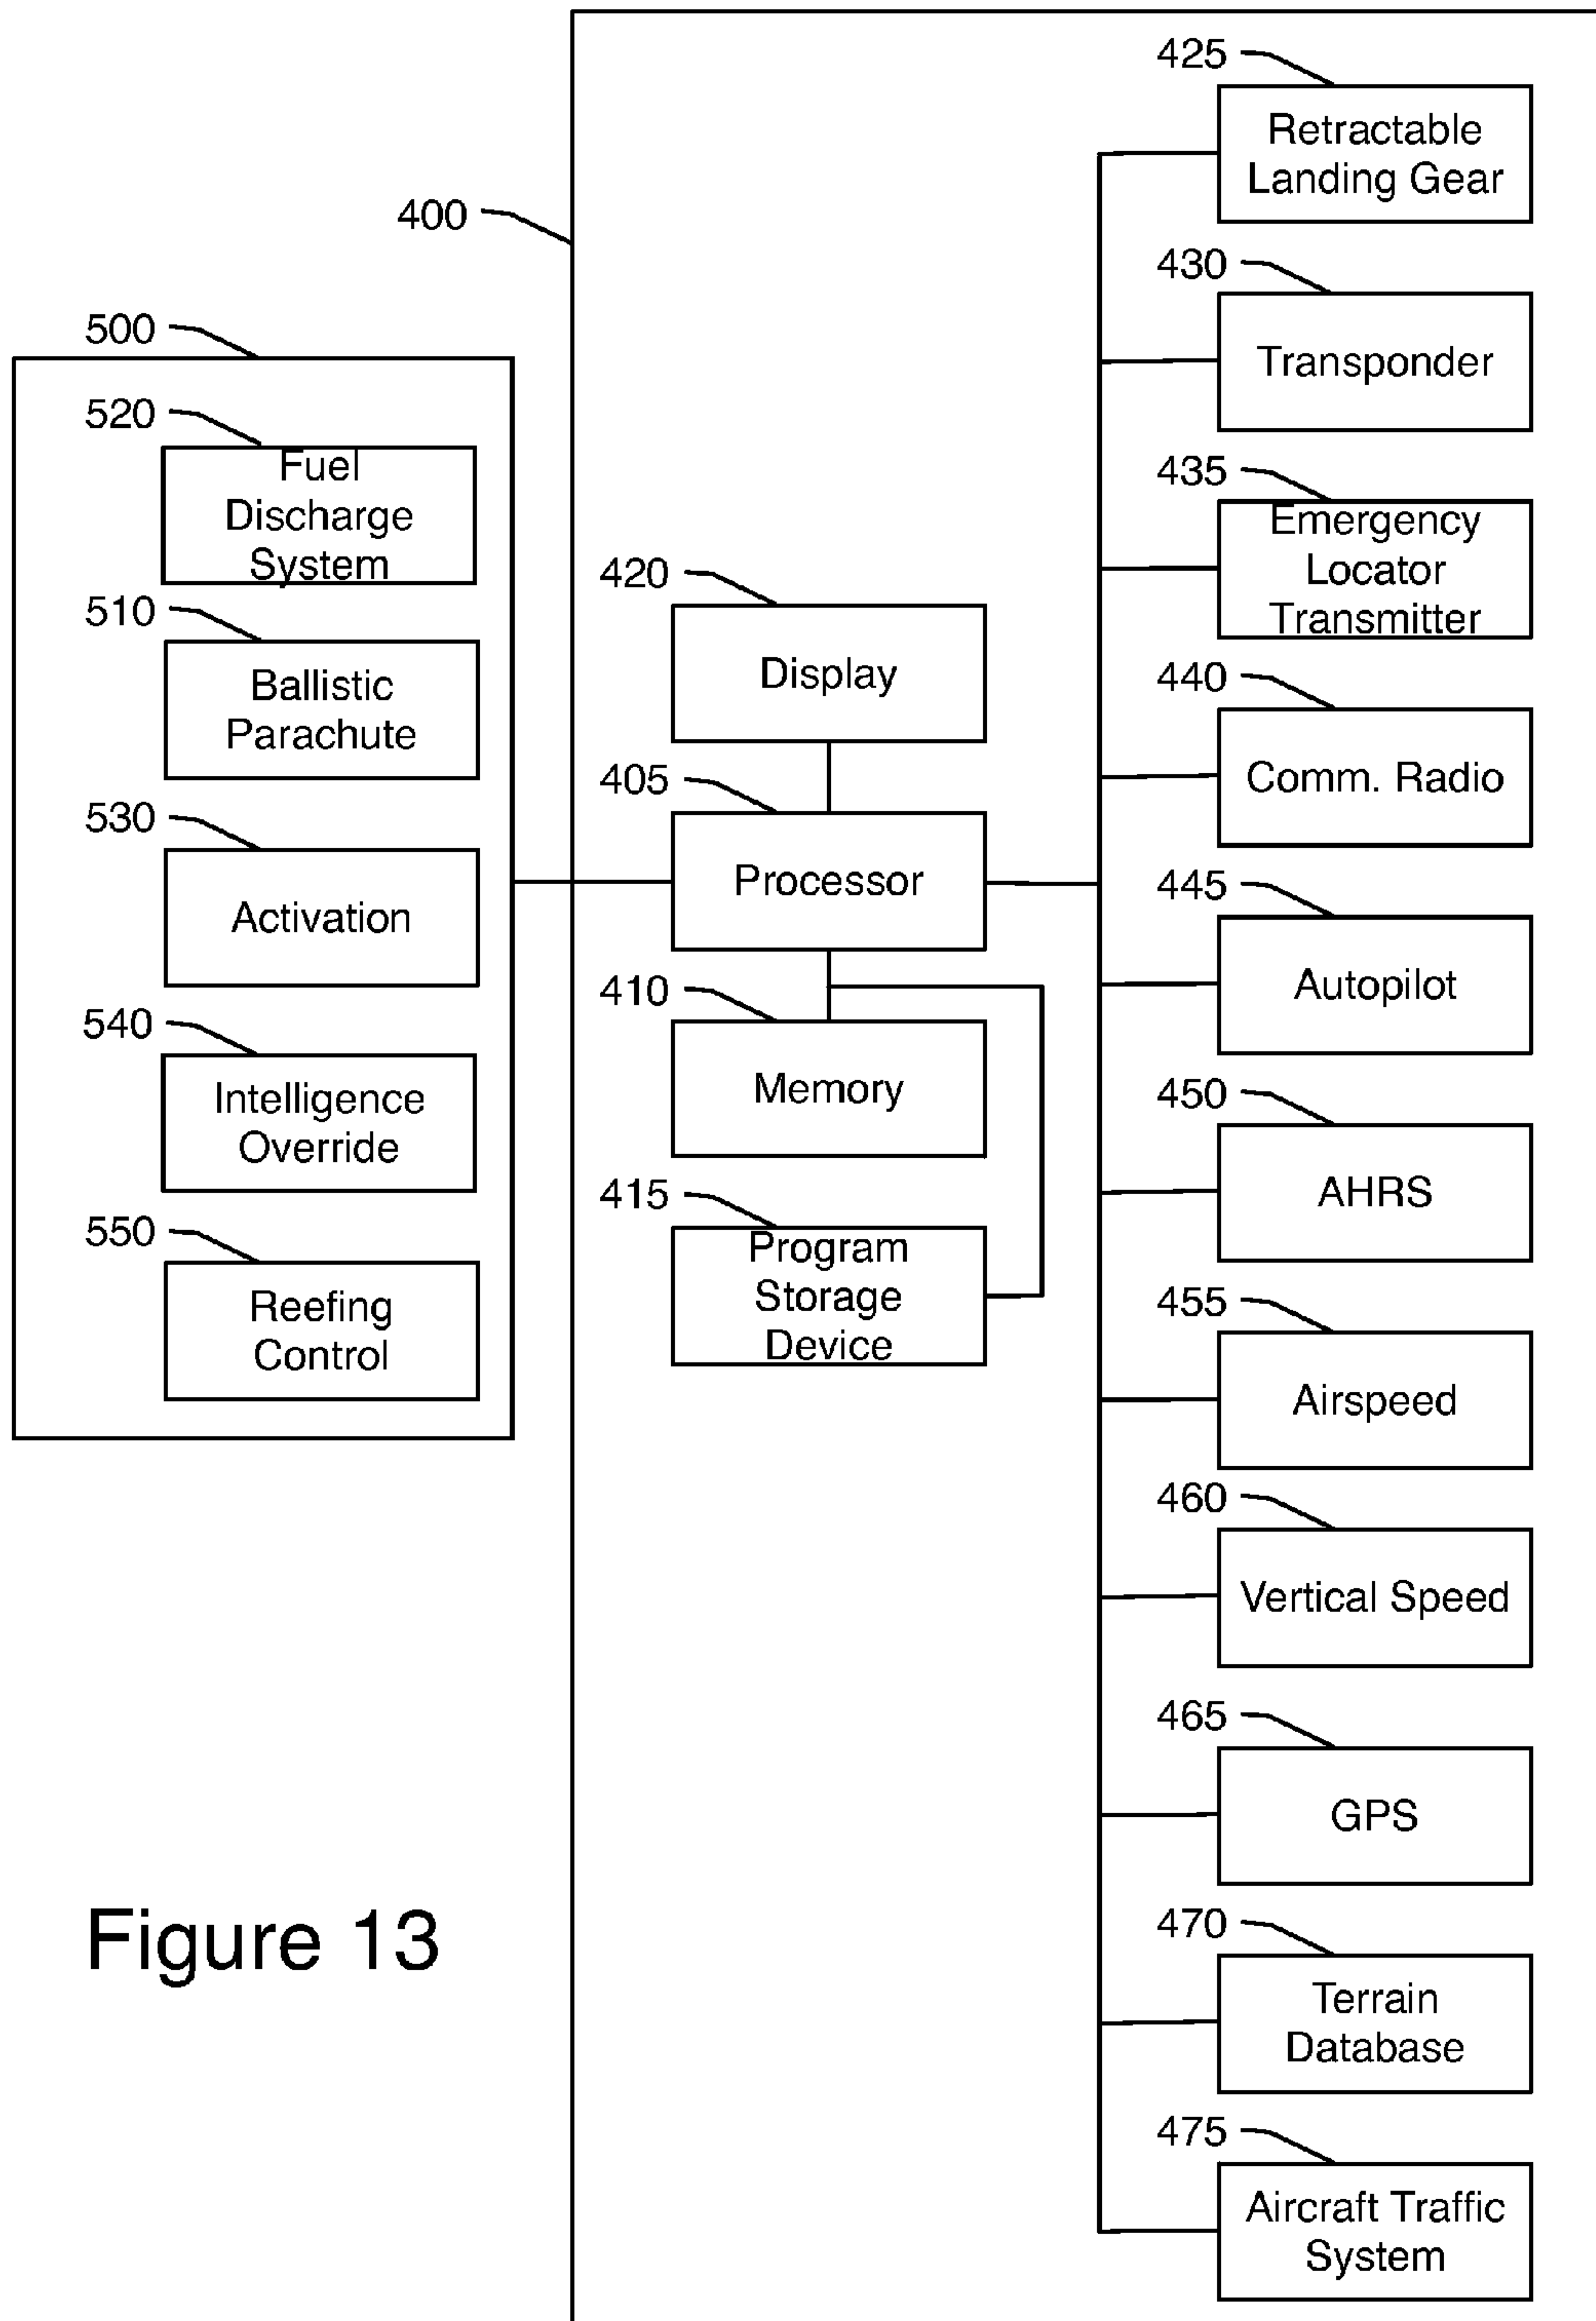 400
500
520
Fuel
Discharge
System
510
Ballistic
Parachute
530
Activation
540
Intelligence
Override
550
Reefing
Control
420
Display
405
Processor
410
Memory
415
Program
Storage
Device
425
Retractable
Landing Gear
430
Transponder
435
Emergency
Locator
Transmitter
440
Comm. Radio
445
Autopilot
450
AHRS
455
Airspeed
460
Vertical Speed
465
GPS
470
Terrain
Database
475
Aircraft Traffic
System
Figure 13